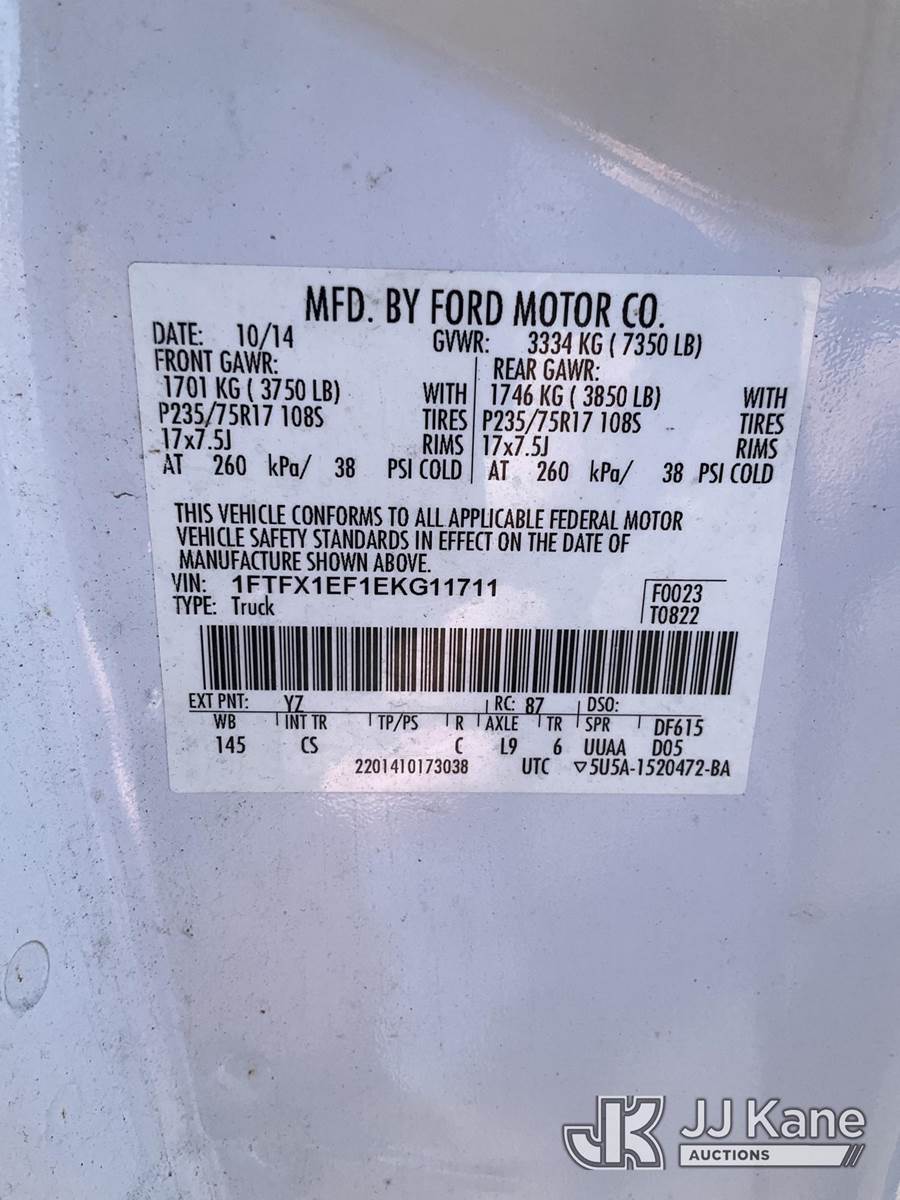 MFD. BY FORD MOTOR CO.
DATE: 10/14 GVWR: 3334 KG ( 7350 LB)
FRONT GAWR: REAR GAWR:
1701 KG ( 3750 LB) WITH 1746 KG ( 3850 LB) WITH
P235/75R17 108S TIRES P235/75R17 108S TIRES
17x7.5J RIMS 17x7.5J RIMS
AT 260 kPa/ 38 PSI COLD AT 260 kPa/ 38 PSI COLD
THIS VEHICLE CONFORMS TO ALL APPLICABLE FEDERAL MOTOR
VEHICLE SAFETY STANDARDS IN EFFECT ON THE DATE OF
MANUFACTURE SHOWN ABOVE.
VIN: 1FTFX1EF1EKG11711 F0023
TYPE: Truck T0822
EXT PNT: YZ RC: 87 DSO:
WB INT TR TP/PS R AXLE TR SPR DF615
145 CS C L9 6 UUAA D05
2201410173038 UTC ▽5U5A-1520472-BA
JK JJ Kane
AUCTIONS